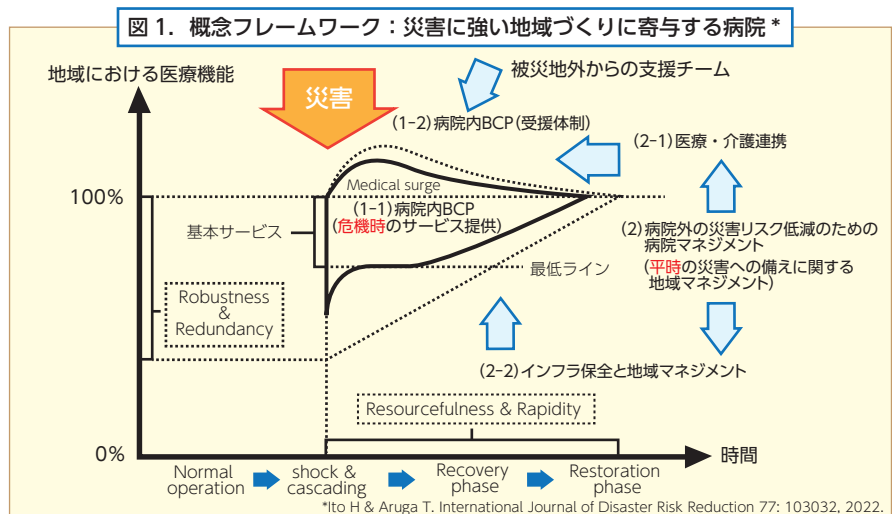 図1. 概念フレームワーク：災害に強い地域づくりに寄与する病院*
地域における医療機能
災害
被災地外からの支援チーム
(1-2)病院内BCP(受援体制)
(2-1)医療・介護連携
100%
Medical surge
(1-1)病院内BCP
(危機時のサービス提供)
基本サービス
(2)病院外の災害リスク低減のための
病院マネジメント
(平時の災害への備えに関する
地域マネジメント)
最低ライン
Robustness
&
Redundancy
(2-2)インフラ保全と地域マネジメント
Resourcefulness & Rapidity
0%
時間
Normal
operation
shock &
cascading
Recovery
phase
Restoration
phase
*Ito H & Aruga T. International Journal of Disaster Risk Reduction 77: 103032, 2022.